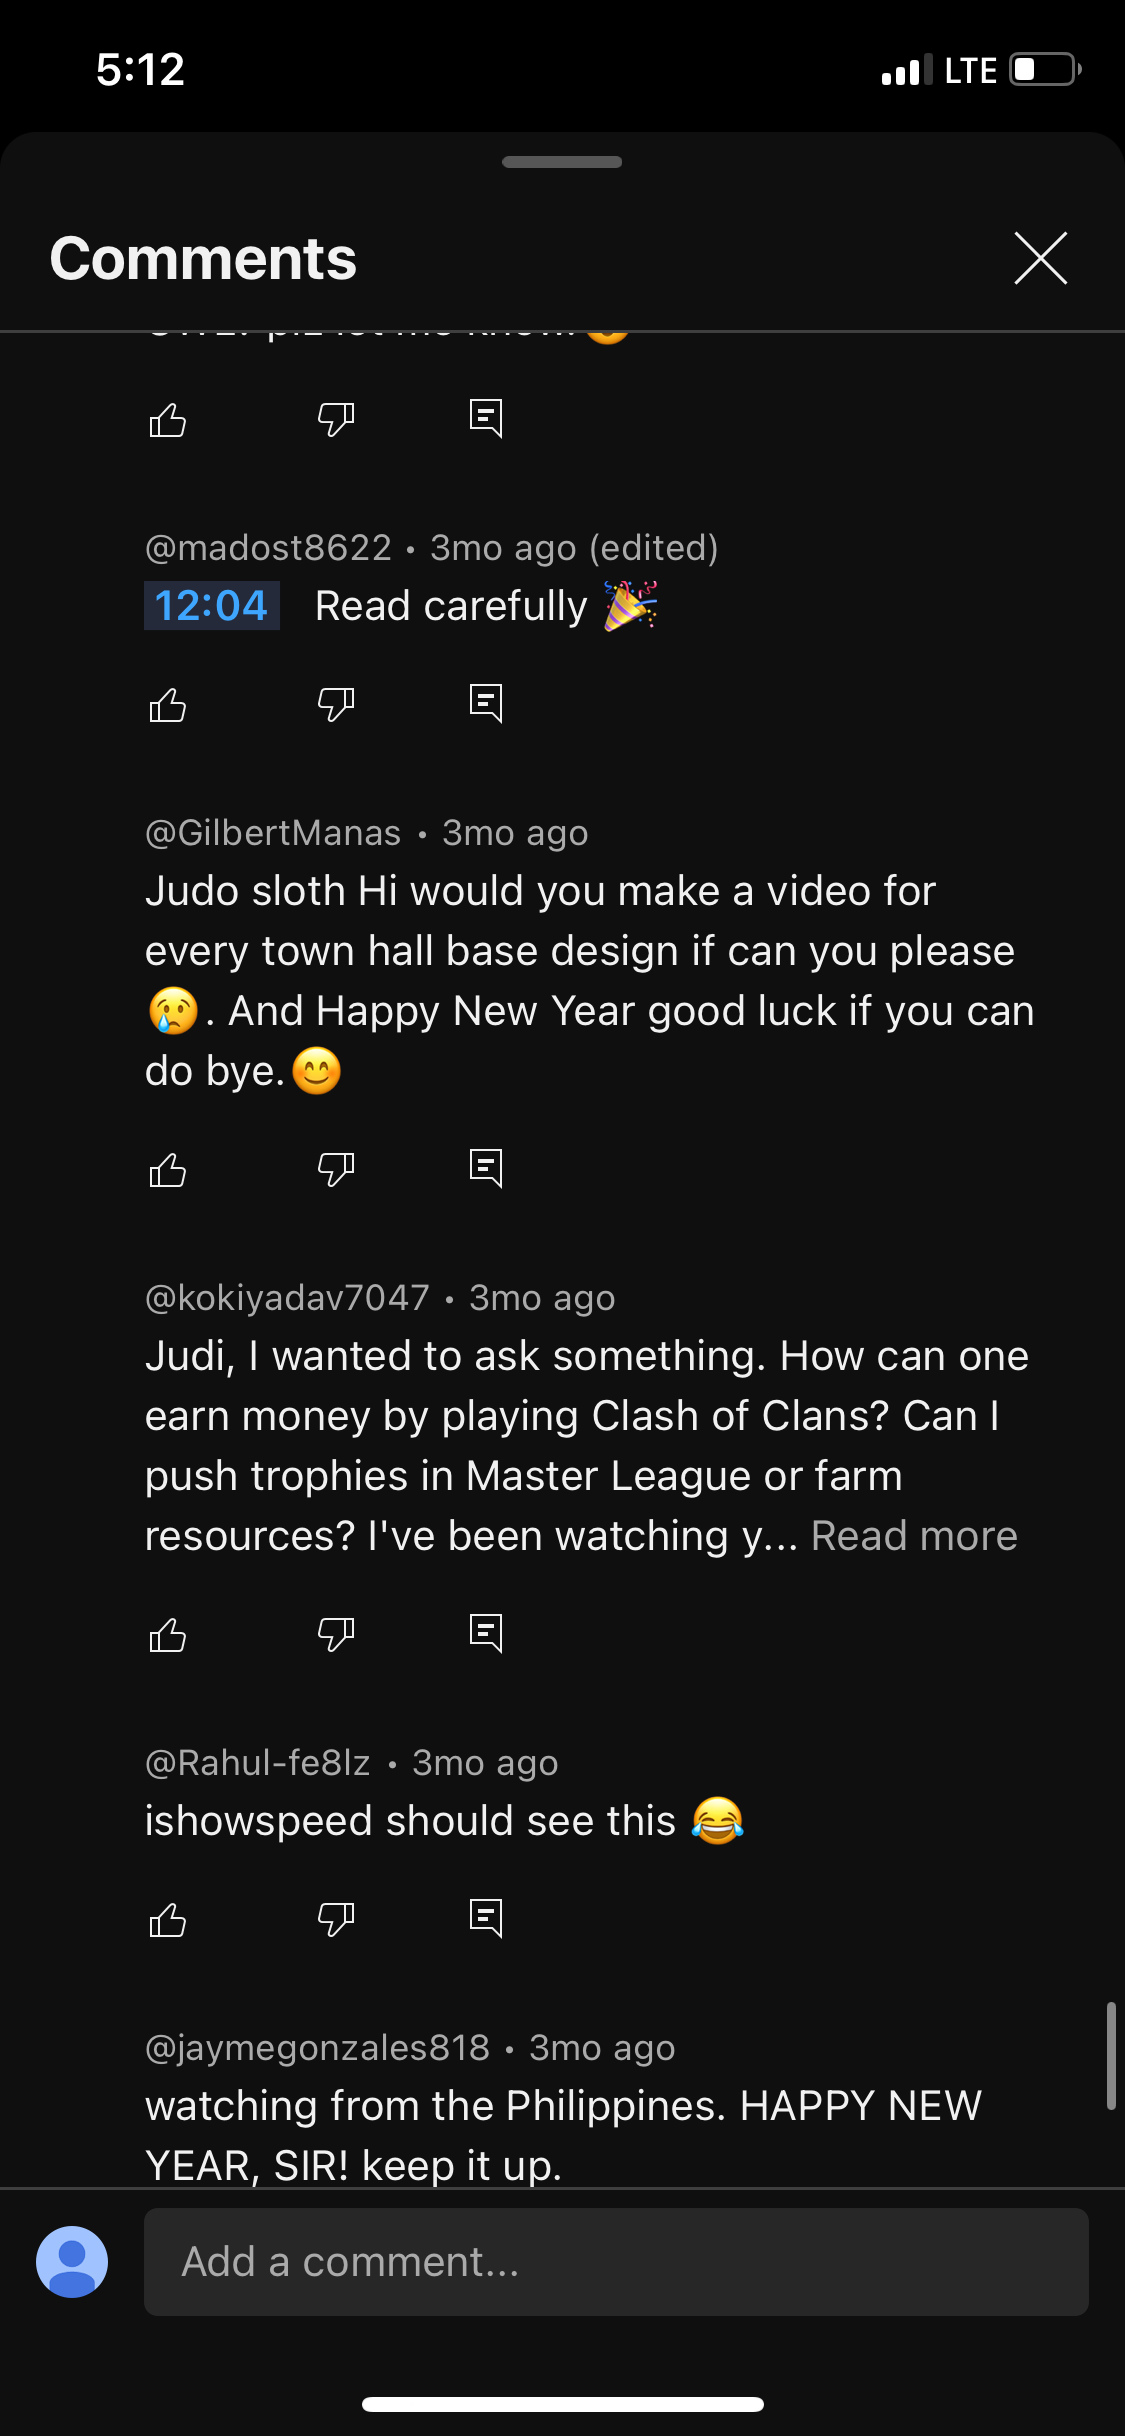 5:12
LTE
Comments
plz let me know.
@madost8622 • 3mo ago (edited)
12:04 Read carefully 🎉
@GilbertManas • 3mo ago
Judo sloth Hi would you make a video for
every town hall base design if can you please
😢. And Happy New Year good luck if you can
do bye.😊
@kokiyadav7047 • 3mo ago
Judi, I wanted to ask something. How can one
earn money by playing Clash of Clans? Can I
push trophies in Master League or farm
resources? I've been watching y... Read more
@Rahul-fe8lz • 3mo ago
ishowspeed should see this 😂
@jaymegonzales818 • 3mo ago
watching from the Philippines. HAPPY NEW
YEAR, SIR! keep it up.
Add a comment...